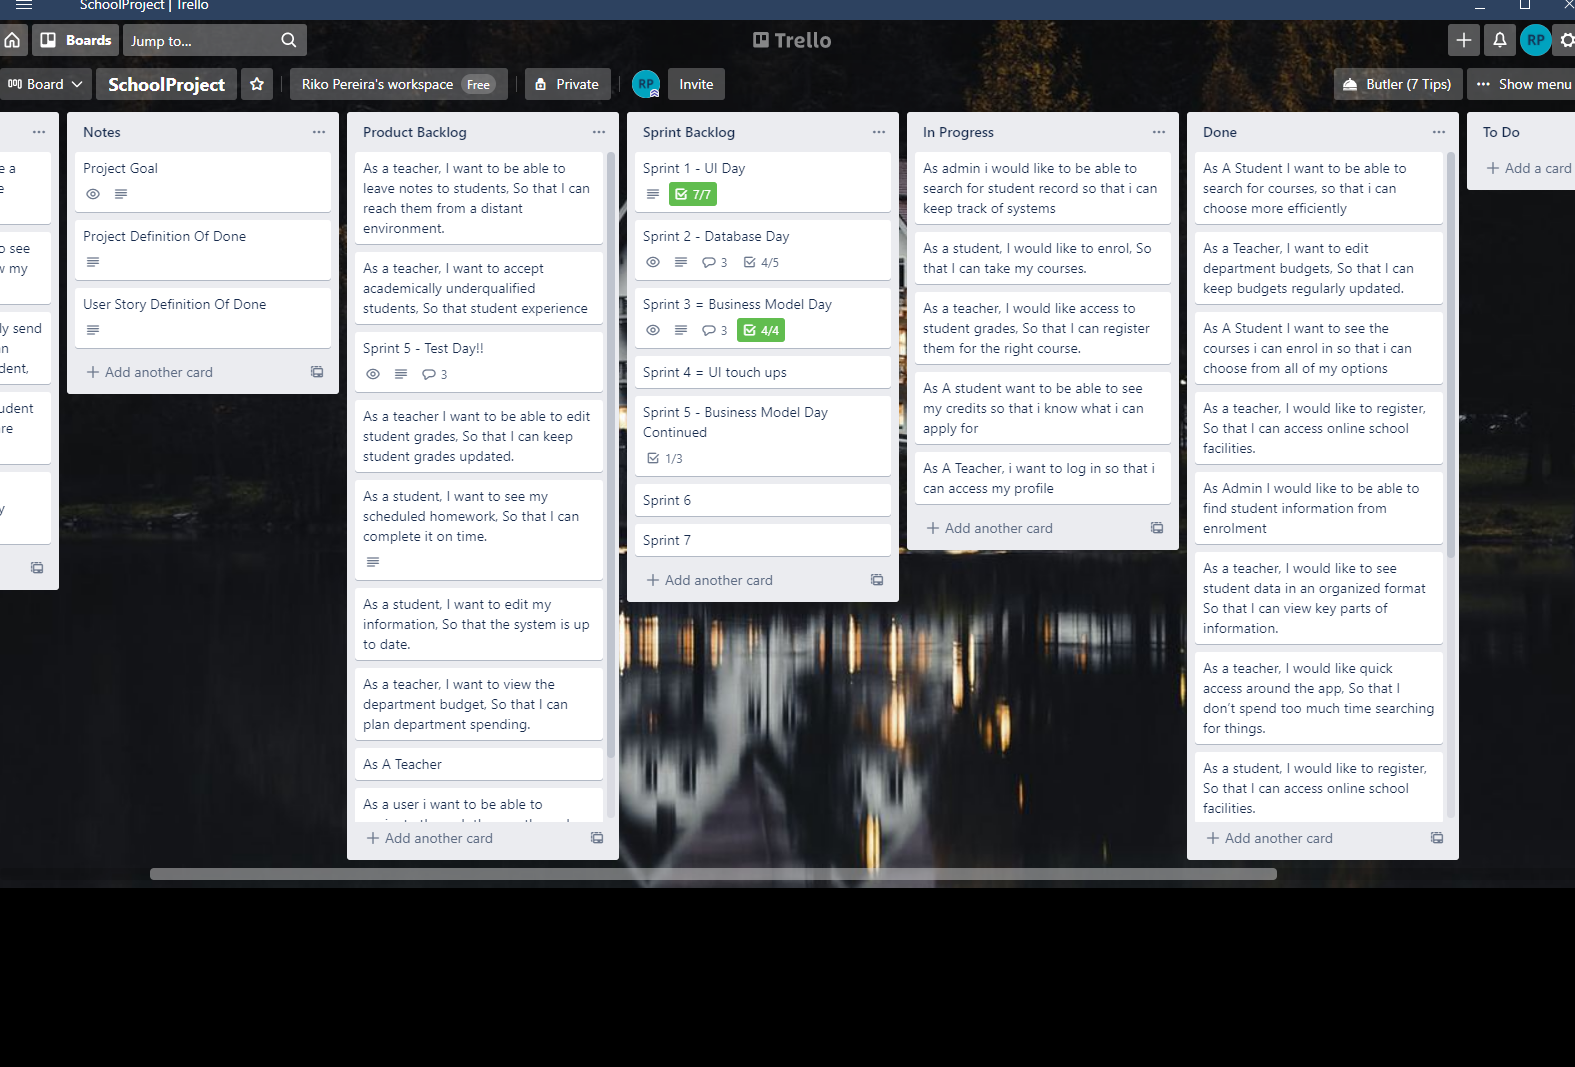 SchoolProject | Trello
Boards
Jump to...
Trello
RP
Board
SchoolProject
Riko Pereira's workspace Free
Private
RP
Invite
Butler (7 Tips)
Show menu
e a
e
o see
my
ly send
n
dent,
udent
re
y
Notes
Project Goal
Project Definition Of Done
User Story Definition Of Done
Add another card
Product Backlog
As a teacher, I want to be able to
leave notes to students, So that I can
reach them from a distant
environment.
As a teacher, I want to accept
academically underqualified
students, So that student experience
Sprint 5 - Test Day!!
3
As a teacher I want to be able to edit
student grades, So that I can keep
student grades updated.
As a student, I want to see my
scheduled homework, So that I can
complete it on time.
As a student, I want to edit my
information, So that the system is up
to date.
As a teacher, I want to view the
department budget, So that I can
plan department spending.
As A Teacher
As a user i want to be able to
Add another card
Sprint Backlog
Sprint 1 - UI Day
7/7
Sprint 2 - Database Day
3 4/5
Sprint 3 = Business Model Day
3 4/4
Sprint 4 = UI touch ups
Sprint 5 - Business Model Day
Continued
1/3
Sprint 6
Sprint 7
Add another card
In Progress
As admin i would like to be able to
search for student record so that i can
keep track of systems
As a student, I would like to enrol, So
that I can take my courses.
As a teacher, I would like access to
student grades, So that I can register
them for the right course.
As A student want to be able to see
my credits so that i know what i can
apply for
As A Teacher, i want to log in so that i
can access my profile
Add another card
Done
As A Student I want to be able to
search for courses, so that i can
choose more efficiently
As a Teacher, I want to edit
department budgets, So that I can
keep budgets regularly updated.
As A Student I want to see the
courses i can enrol in so that i can
choose from all of my options
As a teacher, I would like to register,
So that I can access online school
facilities.
As Admin I would like to be able to
find student information from
enrolment
As a teacher, I would like to see
student data in an organized format
So that I can view key parts of
information.
As a teacher, I would like quick
access around the app, So that I
don't spend too much time searching
for things.
As a student, I would like to register,
So that I can access online school
facilities.
Add another card
To Do
Add a card